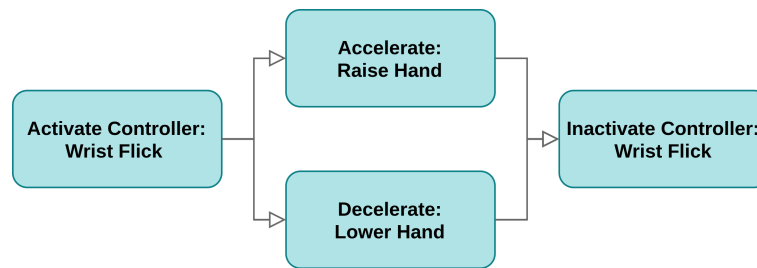 Activate Controller:
Wrist Flick
Accelerate:
Raise Hand
Decelerate:
Lower Hand
Inactivate Controller:
Wrist Flick